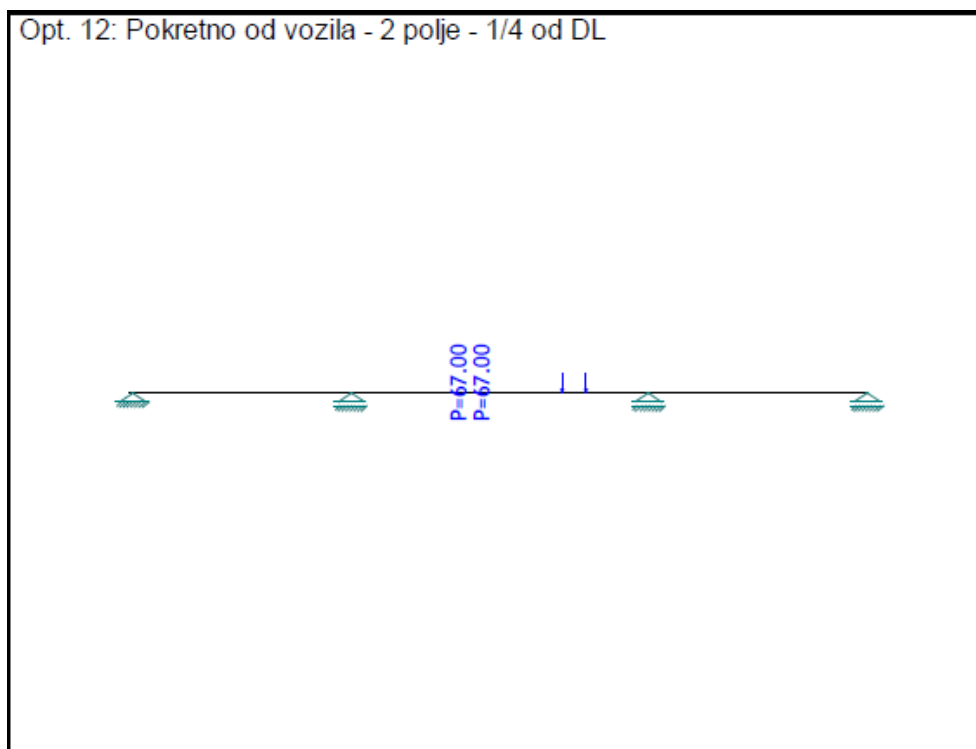 Opt. 12: Pokretno od vozila - 2 polje - 1/4 od DL
P=67.00
P=67.00